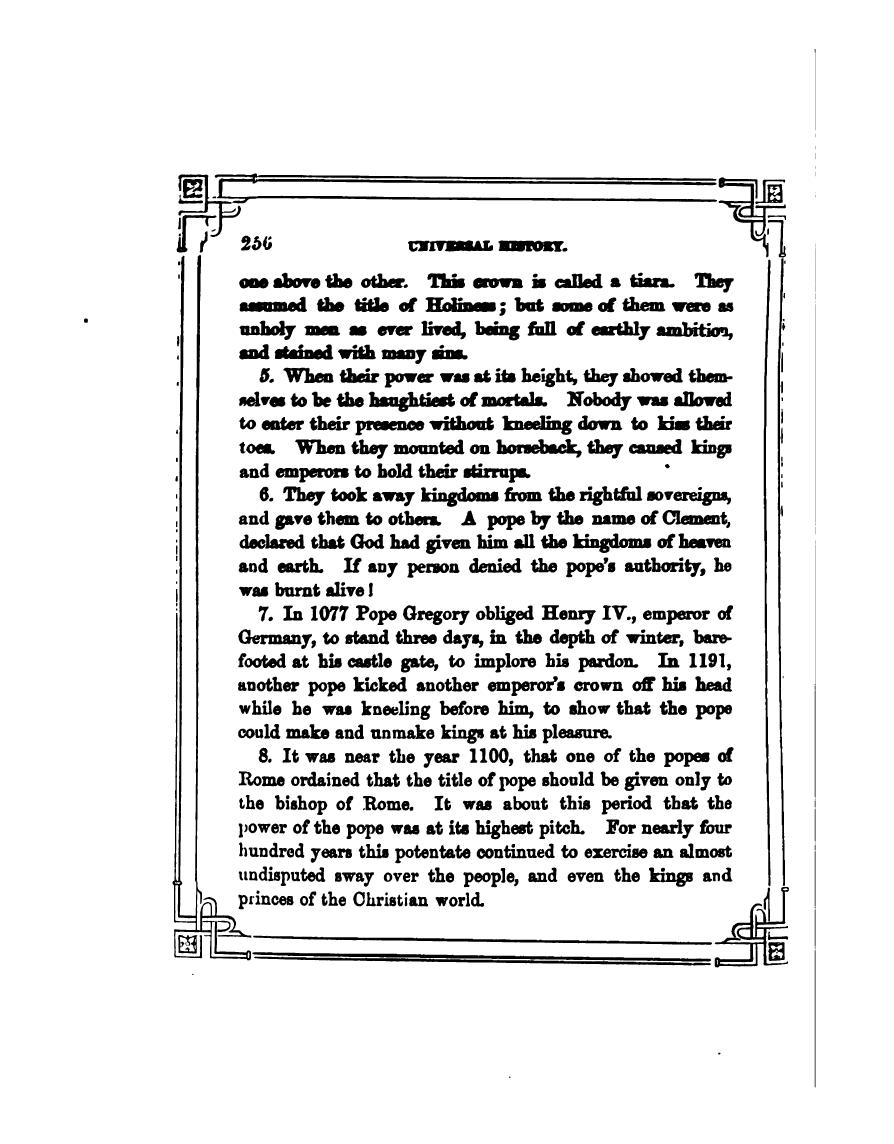 256 UNIVERSAL HISTORY.
one above the other. This crown is called a tiara. They
assumed the title of Holiness; but some of them were as
unholy men as ever lived, being full of earthly ambition,
and stained with many sins.
5. When their power was at its height, they showed them-
selves to be the haughtiest of mortals. Nobody was allowed
to enter their presence without kneeling down to kiss their
toes. When they mounted on horseback, they caused kings
and emperors to hold their stirrups.
6. They took away kingdoms from the rightful sovereigns,
and gave them to others. A pope by the name of Clement,
declared that God had given him all the kingdoms of heaven
and earth. If any person denied the pope's authority, he
was burnt alive!
7. In 1077 Pope Gregory obliged Henry IV., emperor of
Germany, to stand three days, in the depth of winter, bare-
footed at his castle gate, to implore his pardon. In 1191,
another pope kicked another emperor's crown off his head
while he was kneeling before him, to show that the pope
could make and unmake kings at his pleasure.
8. It was near the year 1100, that one of the popes of
Rome ordained that the title of pope should be given only to
the bishop of Rome. It was about this period that the
power of the pope was at its highest pitch. For nearly four
hundred years this potentate continued to exercise an almost
undisputed sway over the people, and even the kings and
princes of the Christian world.